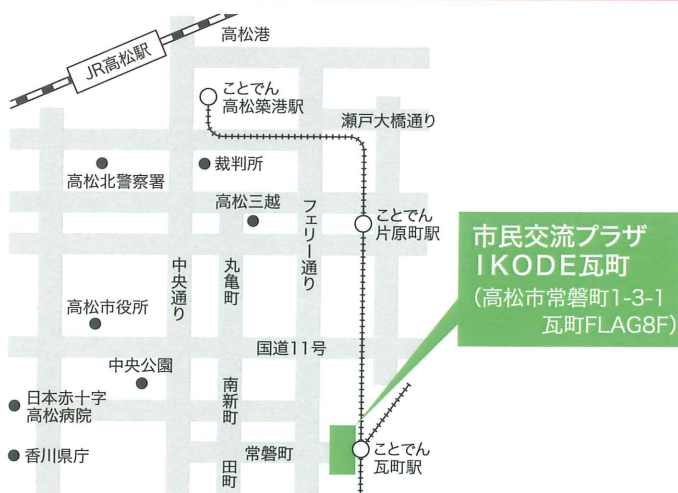 高松港
JR高松駅
ことでん
高松築港駅
瀬戸大橋通り
裁判所
高松北警察署
高松三越
フェリー通り
ことでん
片原町駅
市民交流プラザ
IKODE瓦町
(高松市常磐町1-3-1
瓦町FLAG8F)
中央通り
丸亀町
高松市役所
国道11号
中央公園
日本赤十字
高松病院
南新町
香川県庁
常磐町
田町
ことでん
瓦町駅